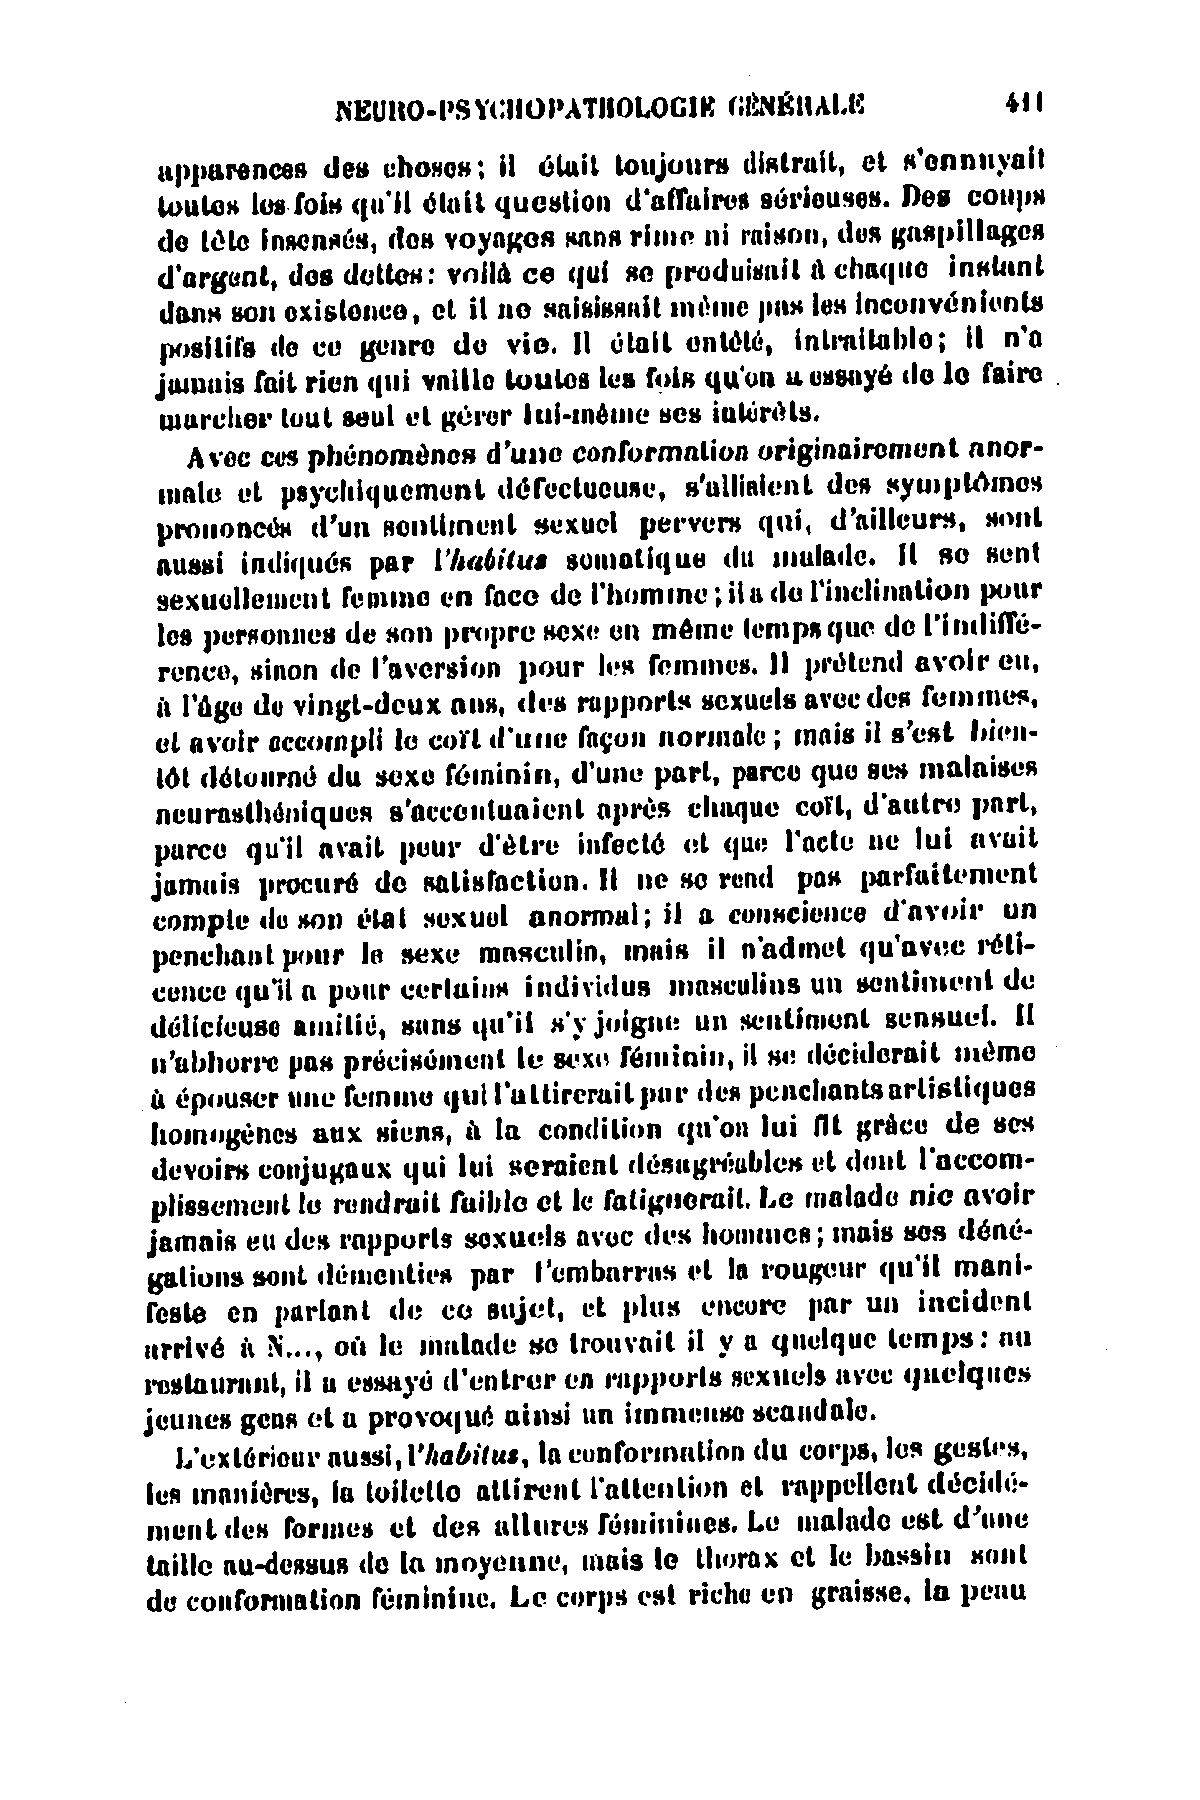 NEURO-PSYCHOPATHOLOGIE GÉNÉRALE 411
apparences des choses; il était toujours distrait, et s'ennuyait
toutes les fois qu'il était question d'affaires sérieuses. Des coups
de tête insensés, des voyages sans rime ni raison, des gaspillages
d'argent, des dettes: voilà ce qui se produisait à chaque instant
dans son existence, et il ne saisissait même pas les inconvénients
positifs de ce genre de vie. Il était entêté, intraitable; il n'a
jamais fait rien qui vaille toutes les fois qu'on a essayé de le faire
marcher tout seul et gérer lui-même ses intérêts.
Avec ces phénomènes d'une conformation originairement anor-
male et psychiquement défectueuse, s'alliaient des symptômes
prononcés d'un sentiment sexuel pervers qui, d'ailleurs, sont
aussi indiqués par l'habitus somatique du malade. Il se sent
sexuellement femme en face de l'homme; il a de l'inclination pour
les personnes de son propre sexe en même temps que de l'indiffé-
rence, sinon de l'aversion pour les femmes. Il prétend avoir eu,
à l'âge de vingt-deux ans, des rapports sexuels avec des femmes,
et avoir accompli le coït d'une façon normale; mais il s'est bien-
tôt détourné du sexe féminin, d'une part, parce que ses malaises
neurasthéniques s'accentuaient après chaque coït, d'autre part,
parce qu'il avait peur d'être infecté et que l'acte ne lui avait
jamais procuré de satisfaction. Il ne se rend pas parfaitement
compte de son état sexuel anormal; il a conscience d'avoir un
penchant pour le sexe masculin, mais il n'admet qu'avec réti-
cence qu'il a pour certains individus masculins un sentiment de
délicieuse amitié, sans qu'il s'y joigne un sentiment sensuel. Il
n'abhorre pas précisément le sexe féminin, il se déciderait même
à épouser une femme qui l'attirerait par des penchants artistiques
homogènes aux siens, à la condition qu'on lui fît grâce de ses
devoirs conjugaux qui lui seraient désagréables et dont l'accom-
plissement le rendrait faible et le fatiguerait. Le malade nie avoir
jamais eu des rapports sexuels avec des hommes; mais ses déné-
gations sont démenties par l'embarras et la rougeur qu'il mani-
feste en parlant de ce sujet, et plus encore par un incident
arrivé à N..., où le malade se trouvait il y a quelque temps: au
restaurant, il a essayé d'entrer en rapports sexuels avec quelques
jeunes gens et a provoqué ainsi un immense scandale.
L'extérieur aussi, l'habitus, la conformation du corps, les gestes,
les manières, la toilette attirent l'attention et rappellent décidé-
ment des formes et des allures féminines. Le malade est d'une
taille au-dessus de la moyenne, mais le thorax et le bassin sont
de conformation féminine. Le corps est riche en graisse, la peau